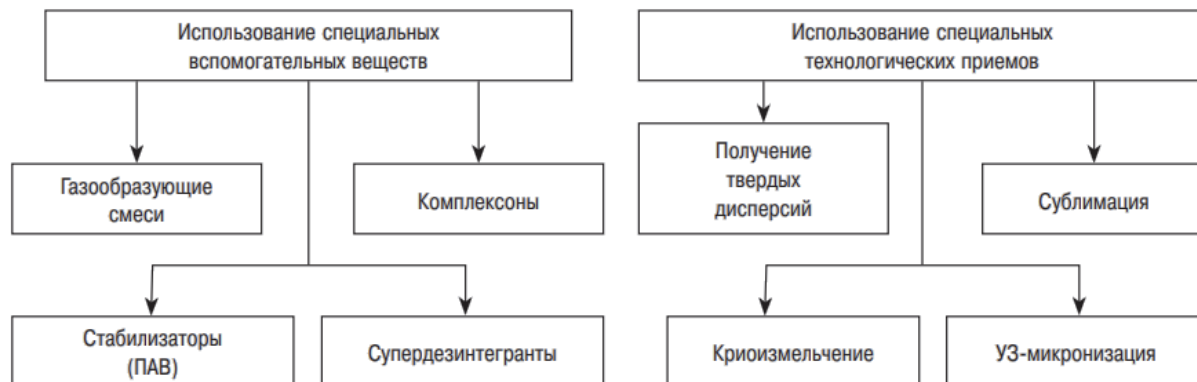 Использование специальных
вспомогательных веществ
Использование специальных
технологических приемов
Газообразующие
смеси
Комплексоны
Получение
твердых
дисперсий
Сублимация
Стабилизаторы
(ПАВ)
Супердезинтегранты
Криоизмельчение
УЗ-микронизация